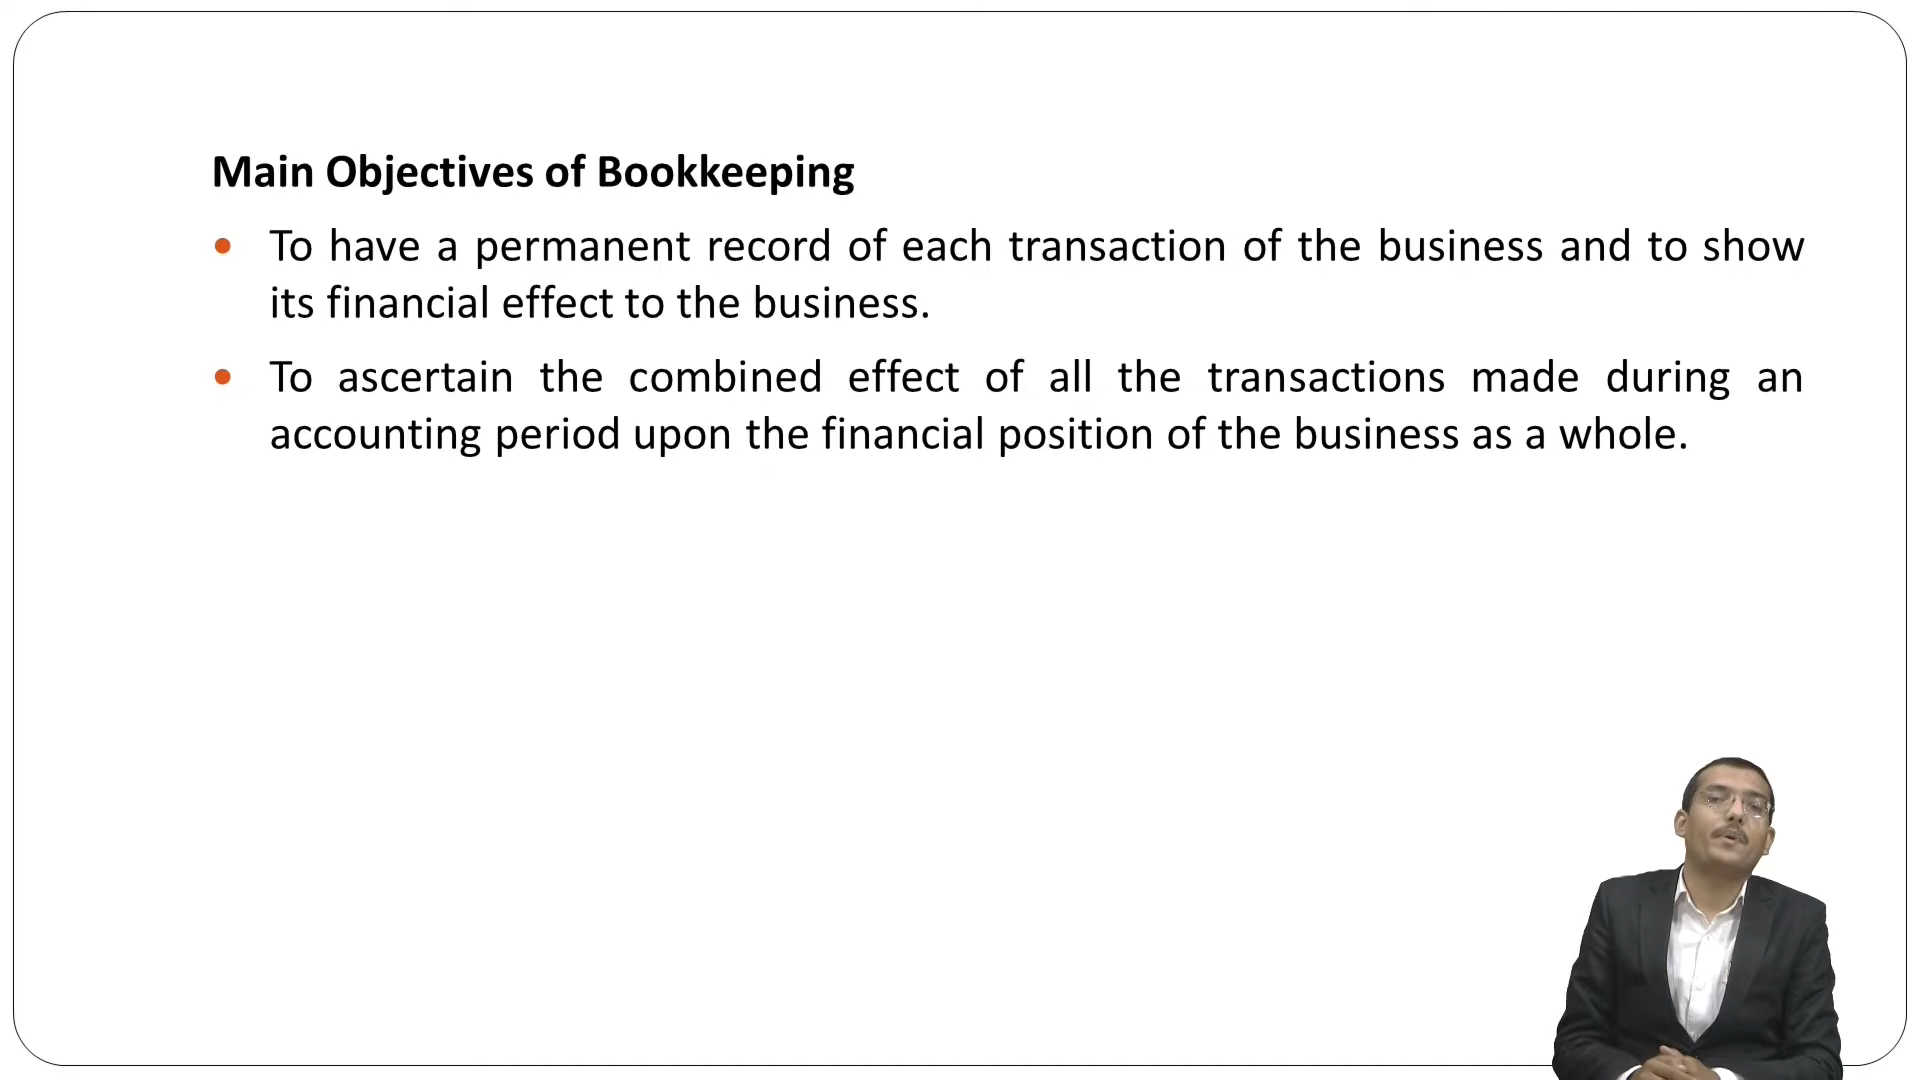 Main Objectives of Bookkeeping
• To have a permanent record of each transaction of the business and to show
its financial effect to the business.
• To ascertain the combined effect of all the transactions made during an
accounting period upon the financial position of the business as a whole.